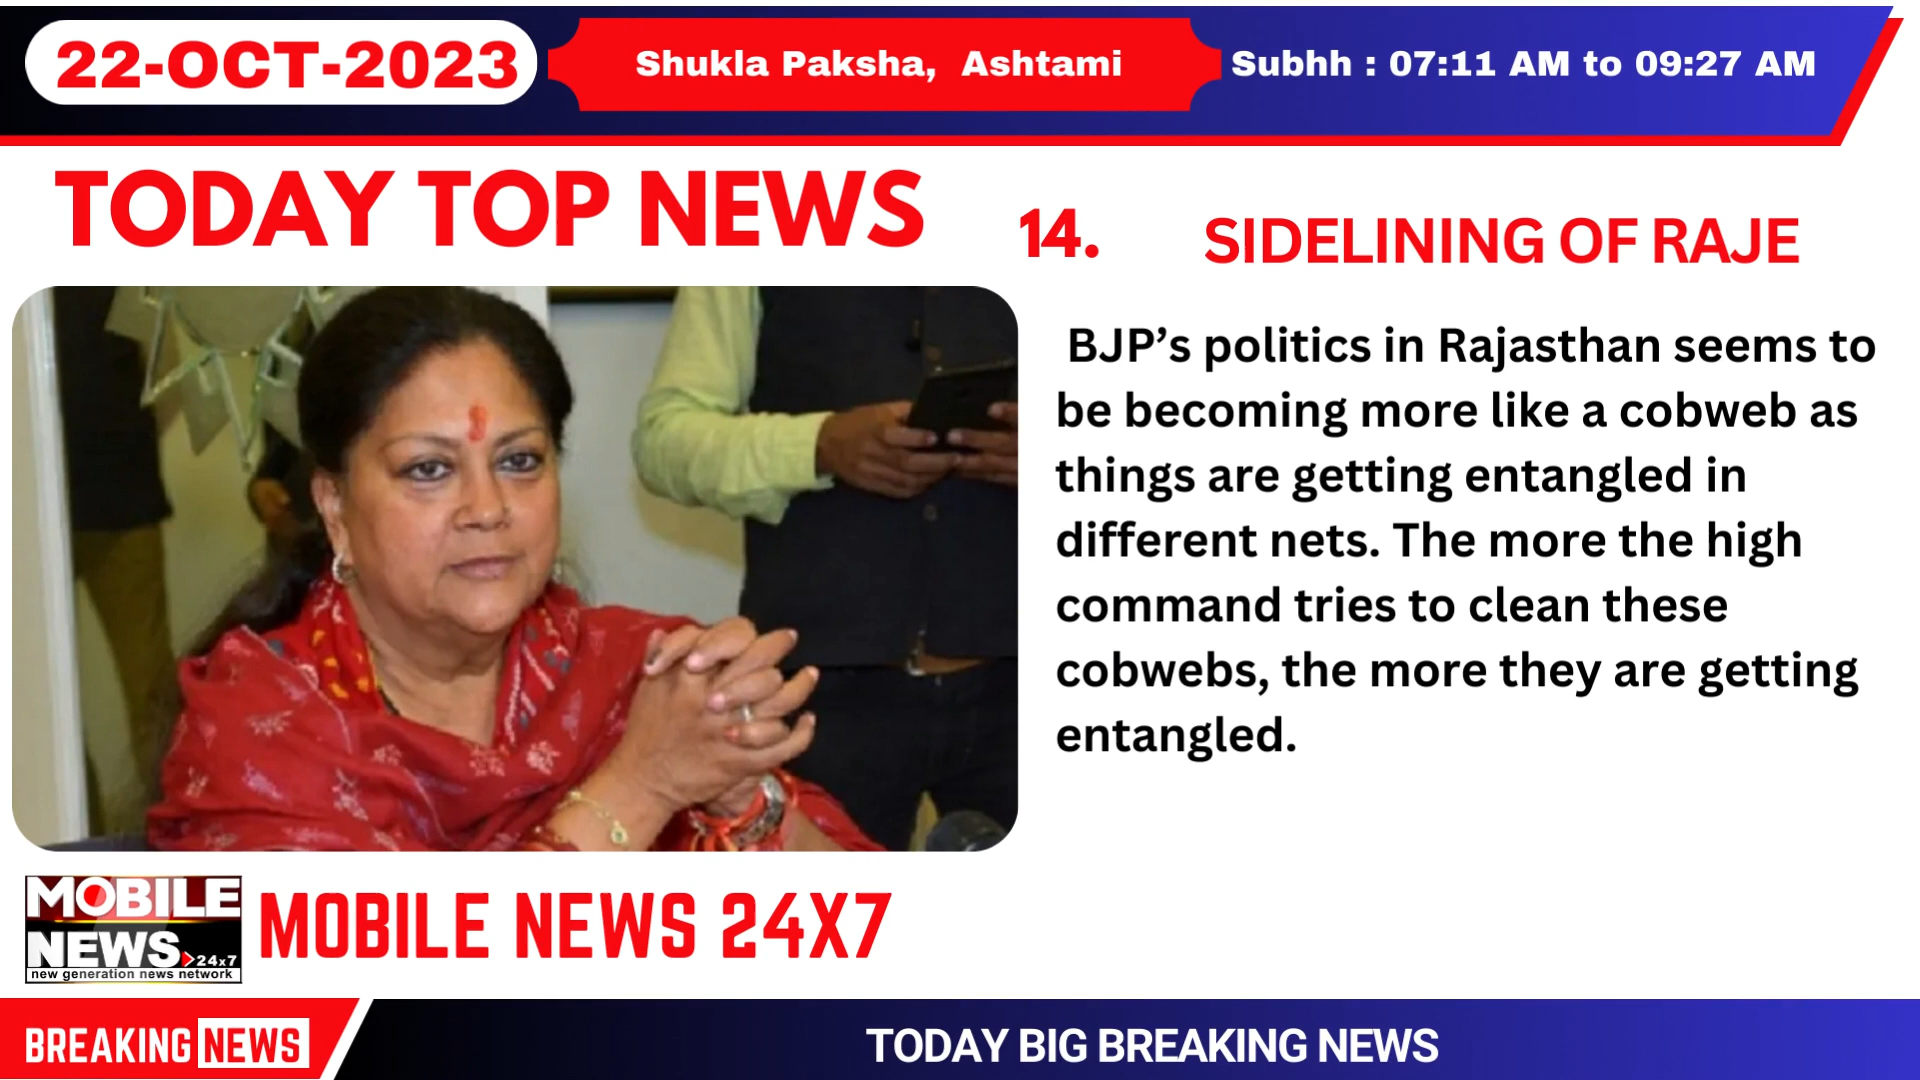 22-OCT-2023
Shukla Paksha, Ashtami
Subhh : 07:11 AM to 09:27 AM
TODAY TOP NEWS
14.
SIDELINING OF RAJE
BJP’s politics in Rajasthan seems to
be becoming more like a cobweb as
things are getting entangled in
different nets. The more the high
command tries to clean these
cobwebs, the more they are getting
entangled.
MOBILE
NEWS 24x7
new generation news network
MOBILE NEWS 24X7
BREAKING NEWS
TODAY BIG BREAKING NEWS